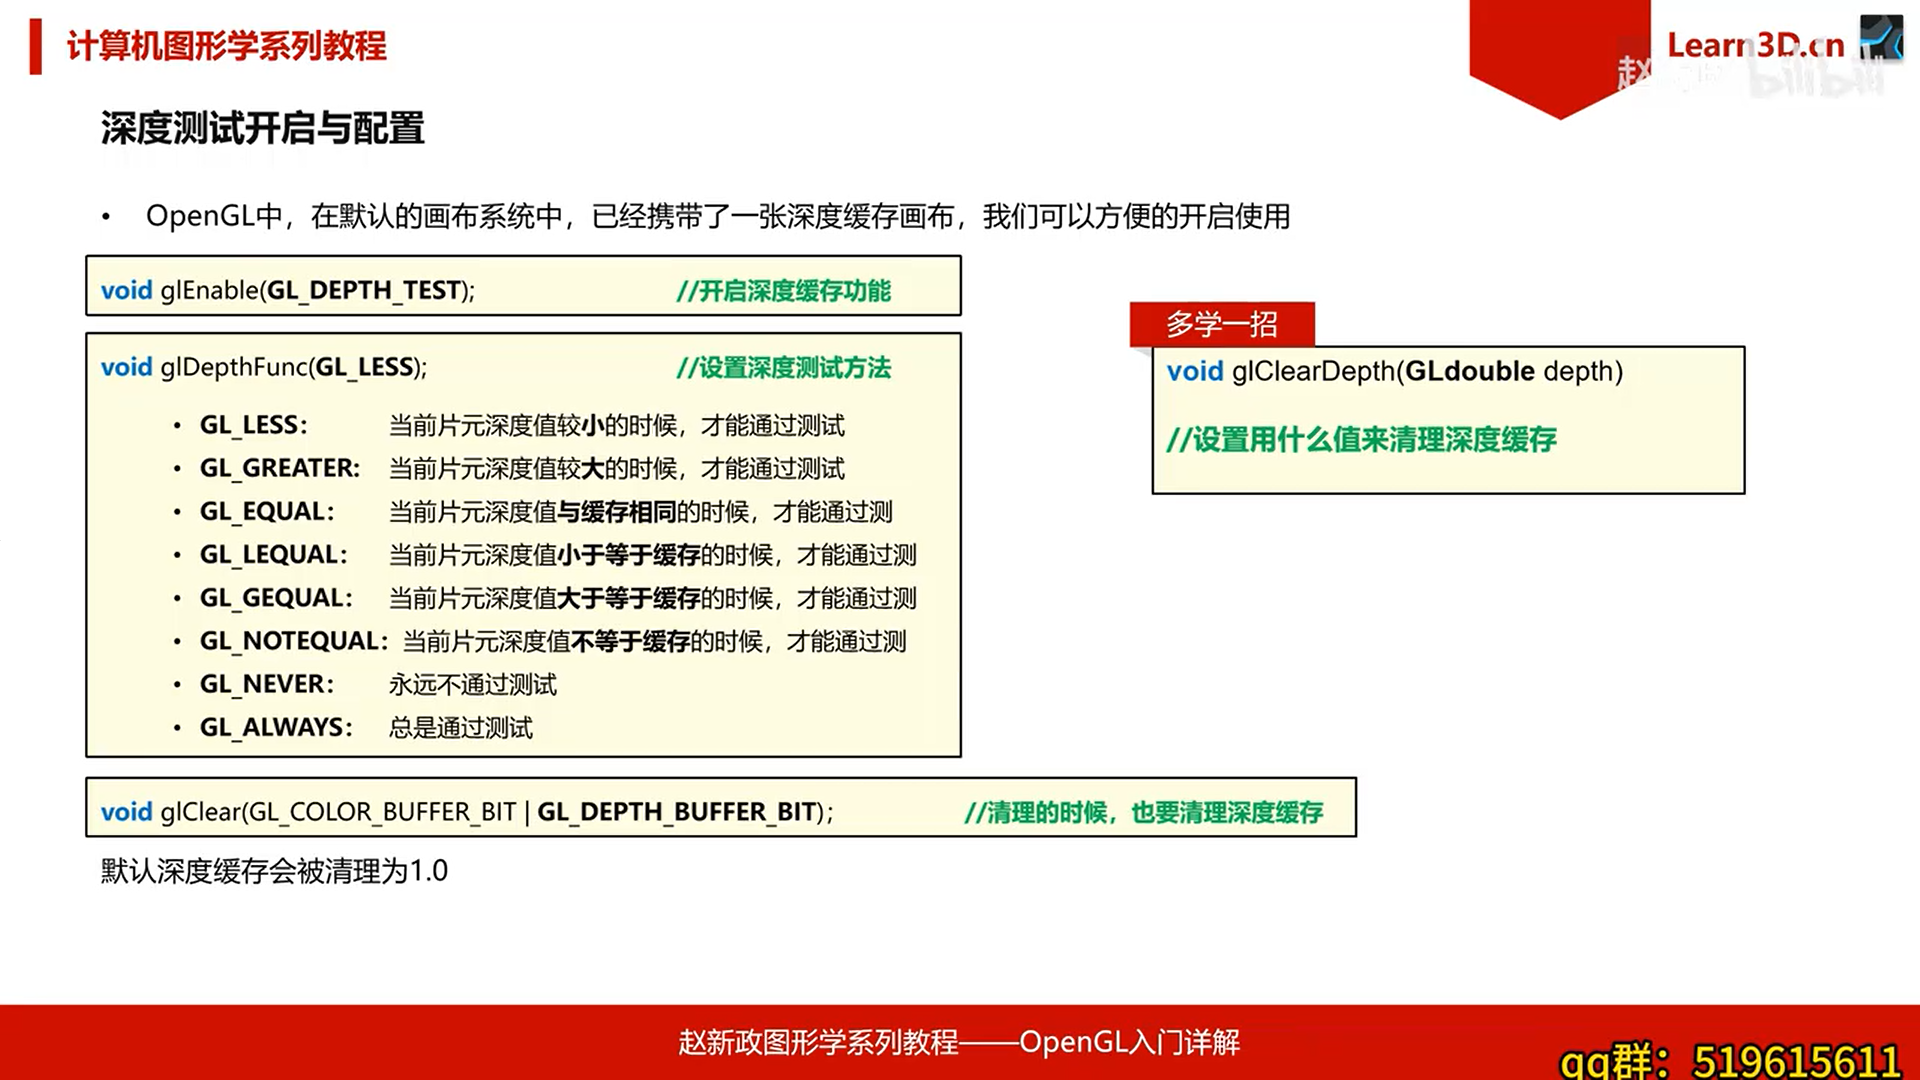 计算机图形学系列教程
Learn3D.cn
bilibili
深度测试开启与配置
• OpenGL中，在默认的画布系统中，已经携带了一张深度缓存画布，我们可以方便的开启使用
void glEnable(GL_DEPTH_TEST); //开启深度缓存功能
void glDepthFunc(GL_LESS); //设置深度测试方法
• GL_LESS： 当前片元深度值较小的时候，才能通过测试
• GL_GREATER: 当前片元深度值较大的时候，才能通过测试
• GL_EQUAL： 当前片元深度值与缓存相同的时候，才能通过测
• GL_LEQUAL： 当前片元深度值小于等于缓存的时候，才能通过测
• GL_GEQUAL： 当前片元深度值大于等于缓存的时候，才能通过测
• GL_NOTEQUAL：当前片元深度值不等于缓存的时候，才能通过测
• GL_NEVER： 永远不通过测试
• GL_ALWAYS： 总是通过测试
多学一招
void glClearDepth(GLdouble depth)
//设置用什么值来清理深度缓存
void glClear(GL_COLOR_BUFFER_BIT | GL_DEPTH_BUFFER_BIT); //清理的时候，也要清理深度缓存
默认深度缓存会被清理为1.0
赵新政图形学系列教程——OpenGL入门详解
qq群：519615611